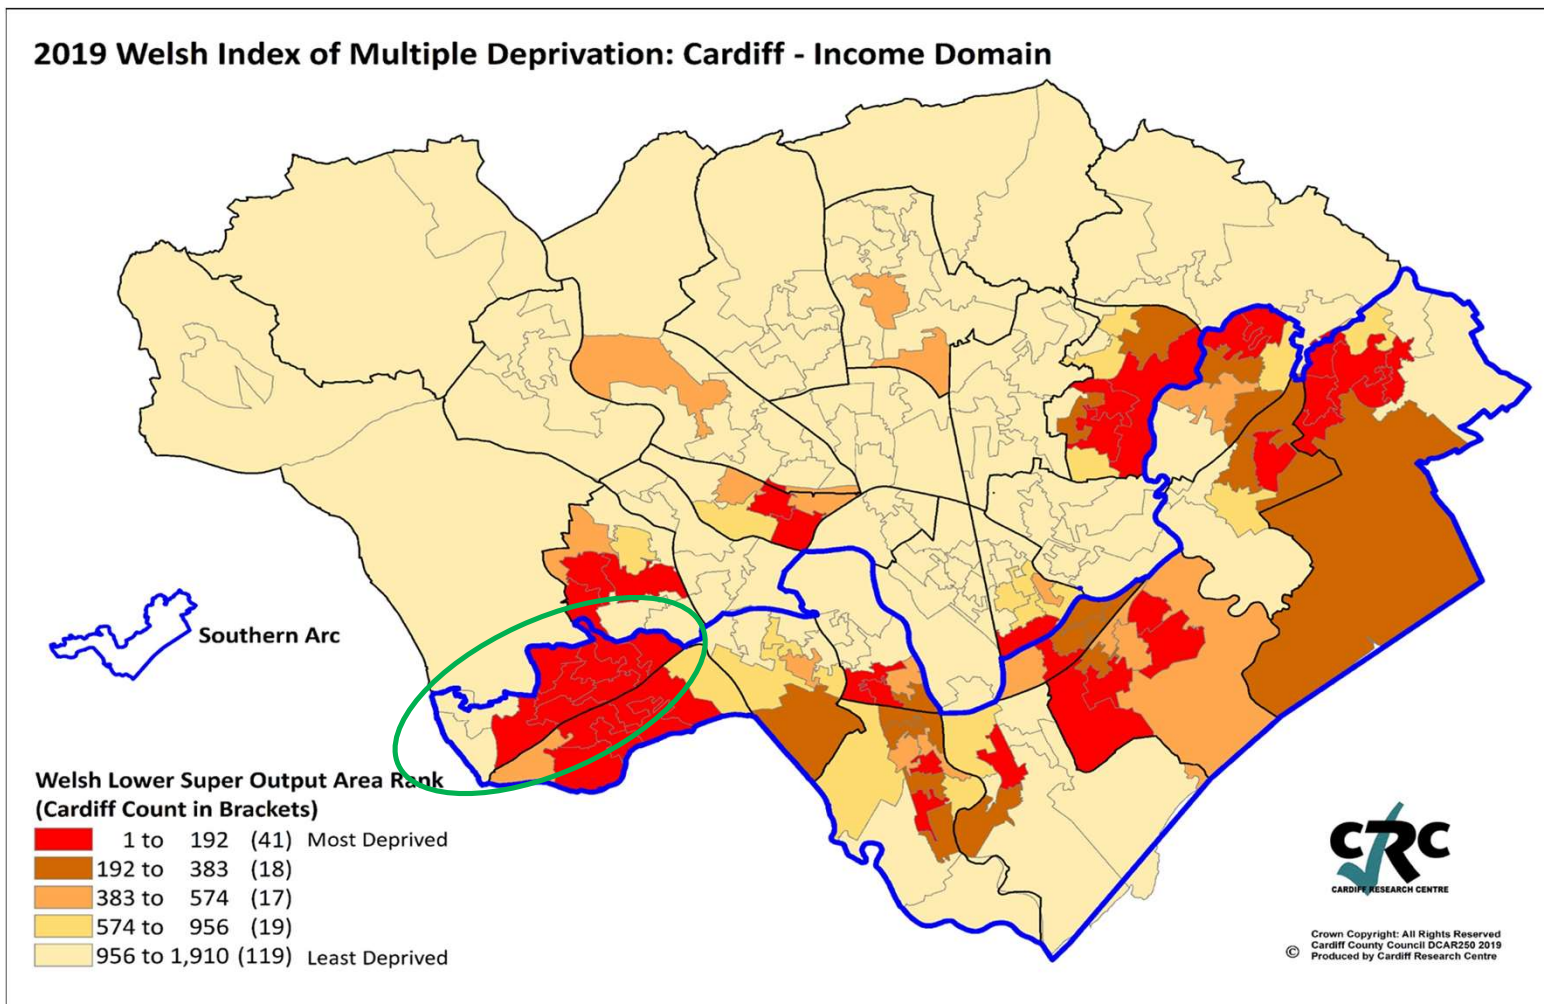 2019 Welsh Index of Multiple Deprivation: Cardiff - Income Domain
Southern Arc
Welsh Lower Super Output Area Rank
(Cardiff Count in Brackets)
1 to 192 (41) Most Deprived
192 to 383 (18)
383 to 574 (17)
574 to 956 (19)
956 to 1,910 (119) Least Deprived
CRC
CARDIFF RESEARCH CENTRE
Crown Copyright: All Rights Reserved
© Cardiff County Council DCAR250 2019
Produced by Cardiff Research Centre